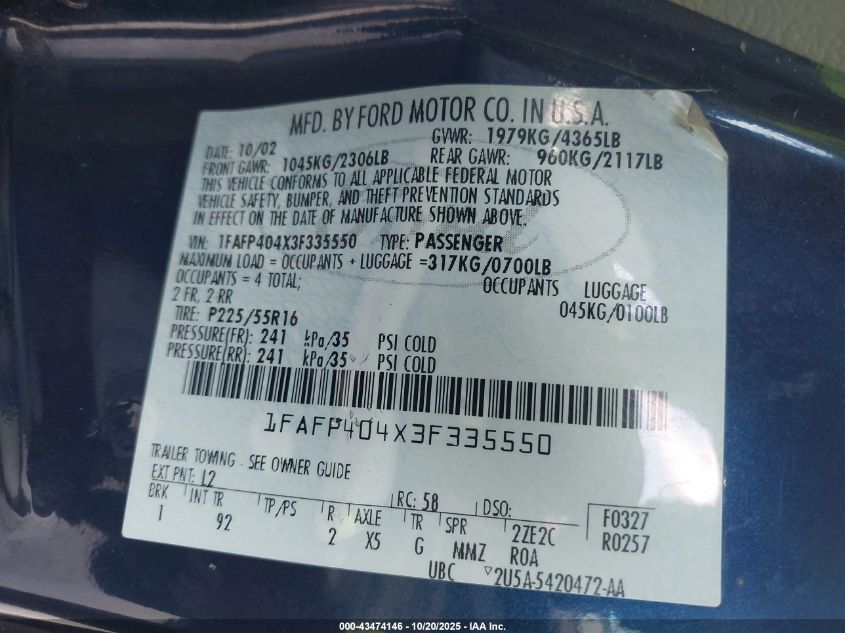 MFD. BY FORD MOTOR CO. IN U.S.A.
DATE: 10/02 GVWR: 1979KG/4365LB
FRONT GAWR: 1045KG/2306LB REAR GAWR: 960KG/2117LB
THIS VEHICLE CONFORMS TO ALL APPLICABLE FEDERAL MOTOR
VEHICLE SAFETY, BUMPER, AND THEFT PREVENTION STANDARDS
IN EFFECT ON THE DATE OF MANUFACTURE SHOWN ABOVE.
VIN: 1FAFP404X3F335550 TYPE: PASSENGER
MAXIMUM LOAD = OCCUPANTS + LUGGAGE =317KG/0700LB
OCCUPANTS = 4 TOTAL; OCCUPANTS LUGGAGE
2 FR, 2 RR 045KG/0100LB
TIRE: P225/55R16
PRESSURE(FR): 241 kPa/35 PSI COLD
PRESSURE(RR): 241 kPa/35 PSI COLD
1FAFP404X3F335550
TRAILER TOWING - SEE OWNER GUIDE
EXT PNT: L2 RC: 58 DSO:
BRK INT TR TP/PS R AXLE TR SPR 2ZE2C F0327
1 92 2 X5 G MMZ ROA R0257
UBC 2U5A-5420472-AA
000-43474146 - 10/20/2025 - IAA Inc.